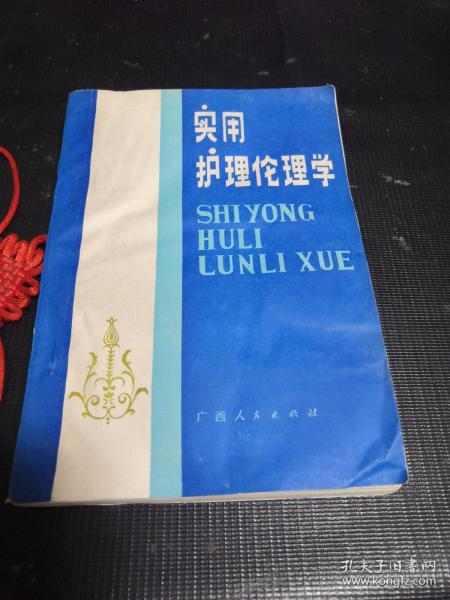 实用
护理伦理学
SHIYONG
HULI
LUNLI XUE
广西人民出版社
孔夫子旧书网
www.kongfz.com